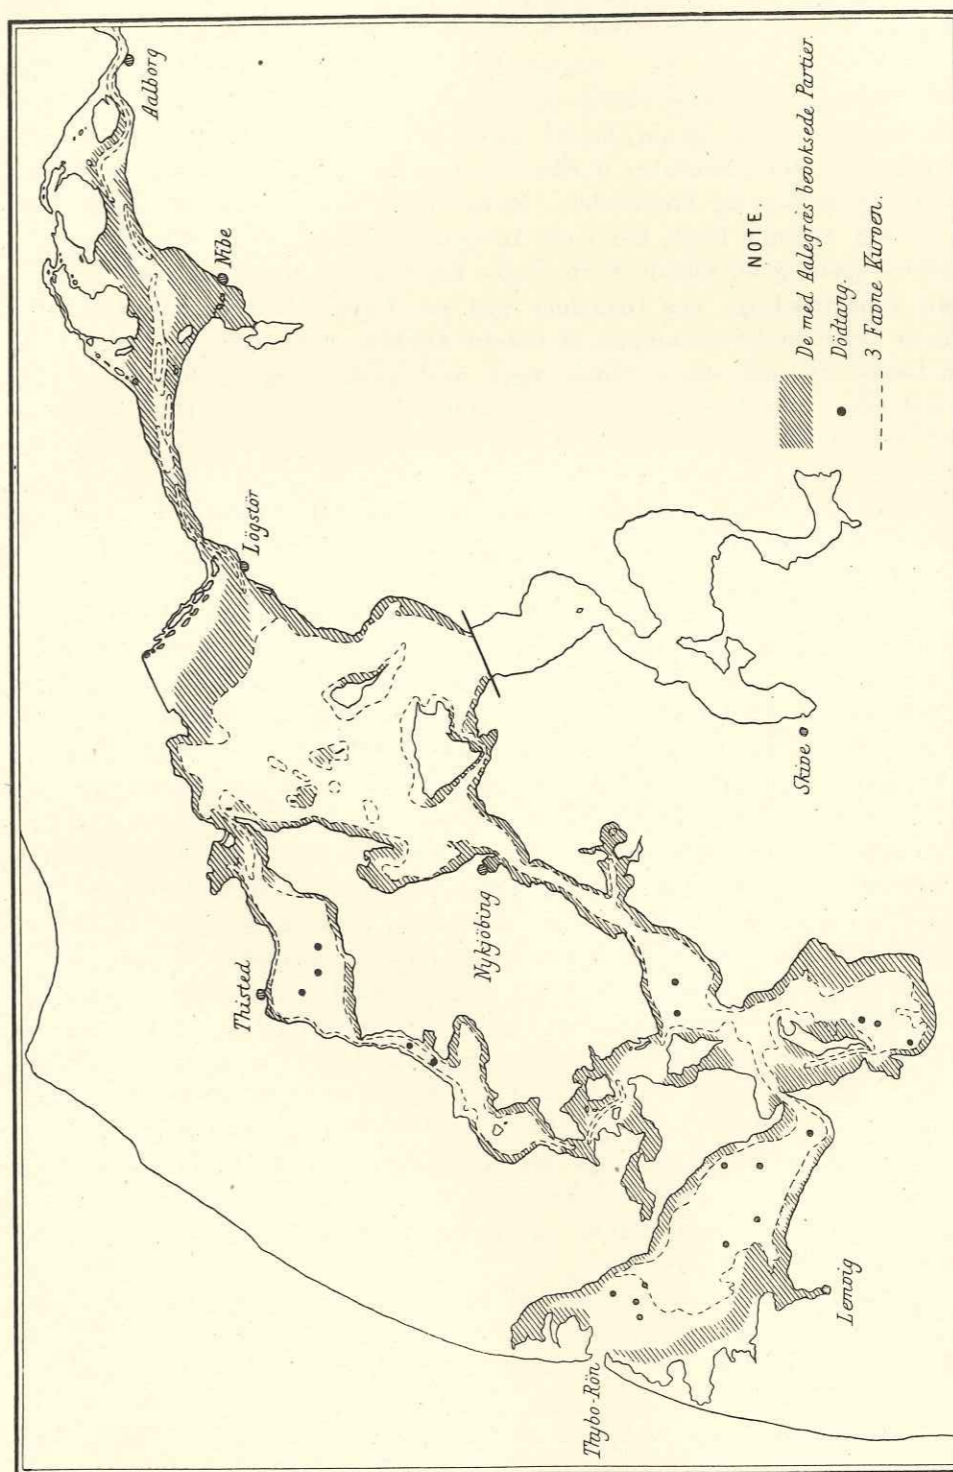 Aalborg
Nibe
Lögstör
Thisted
Nykjöbing
Skive
Thybo-Rön
Lemvig
NOTE.
De med Aalegræs bevoksede Partier.
Dödtang.
3 Favne Kurven.